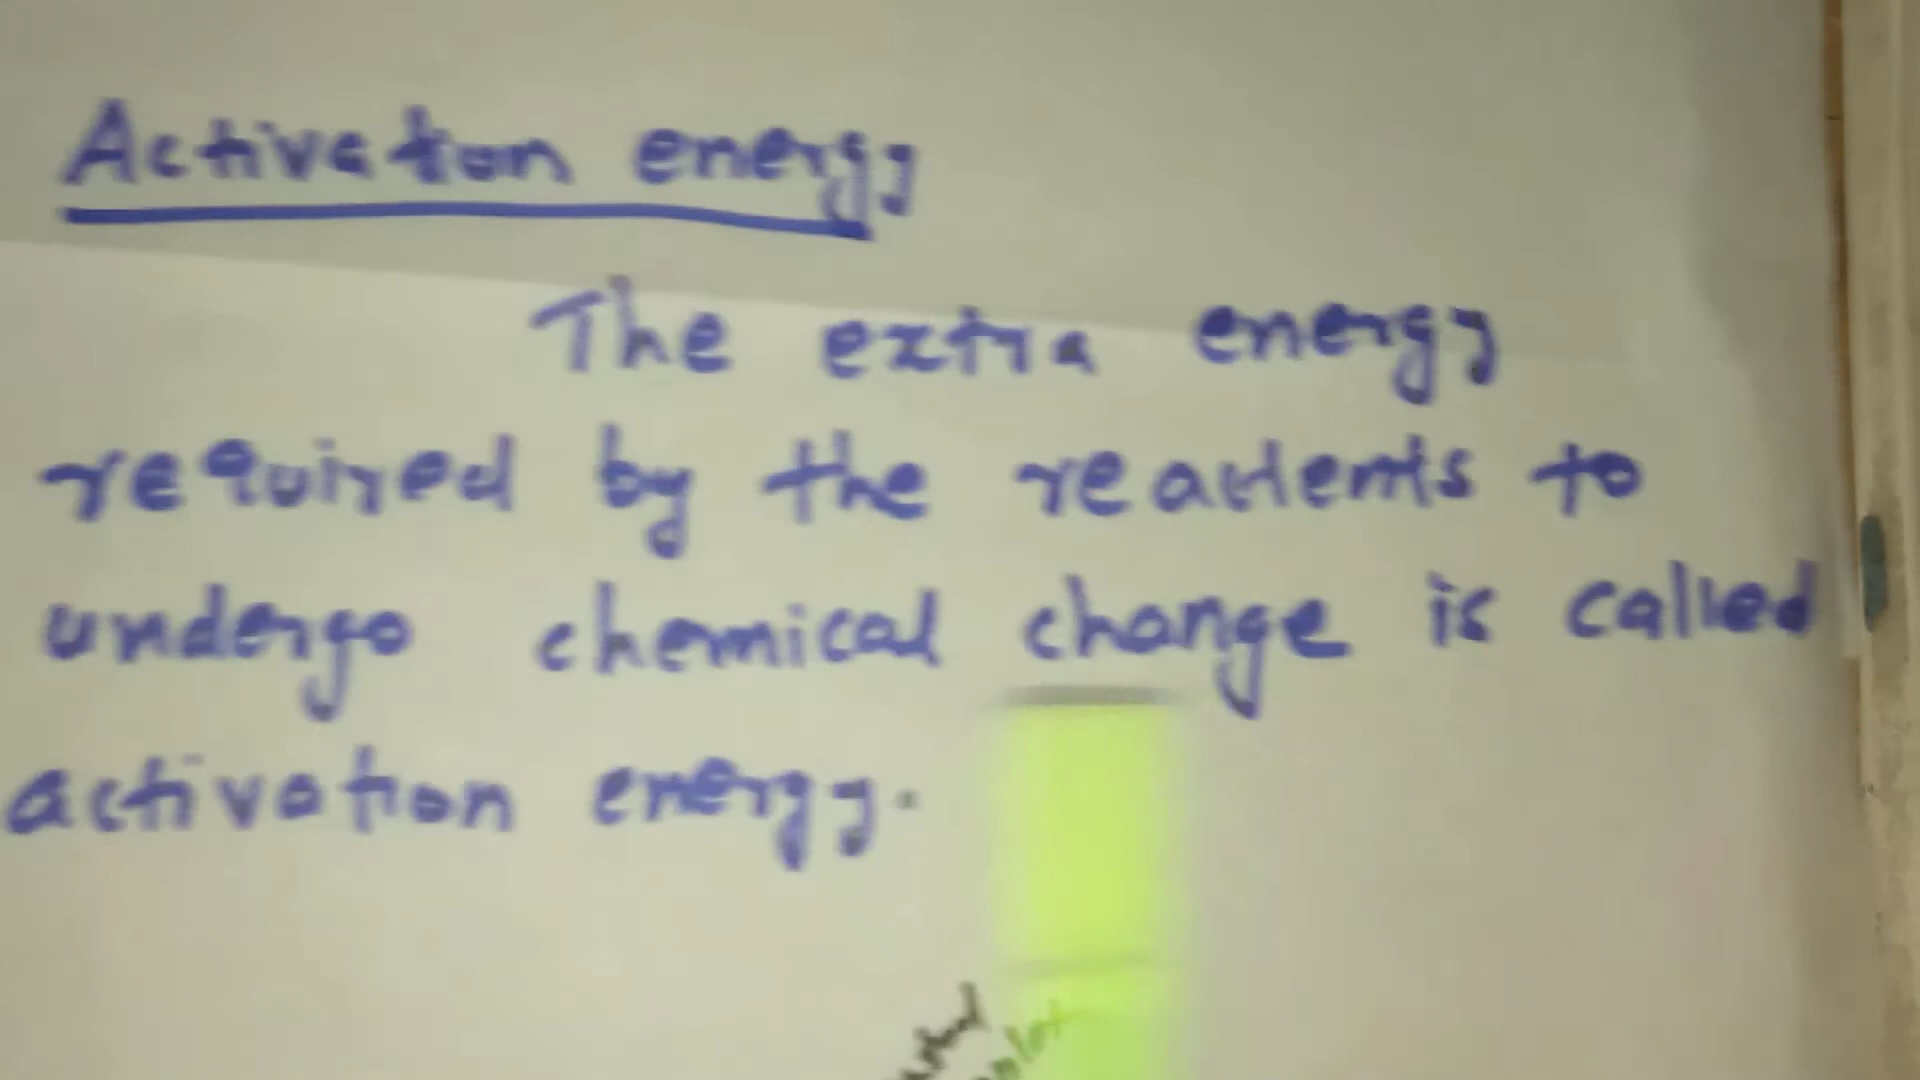 Activation energy
The extra energy
required by the reactents to
undergo chemical change is called
activation energy.